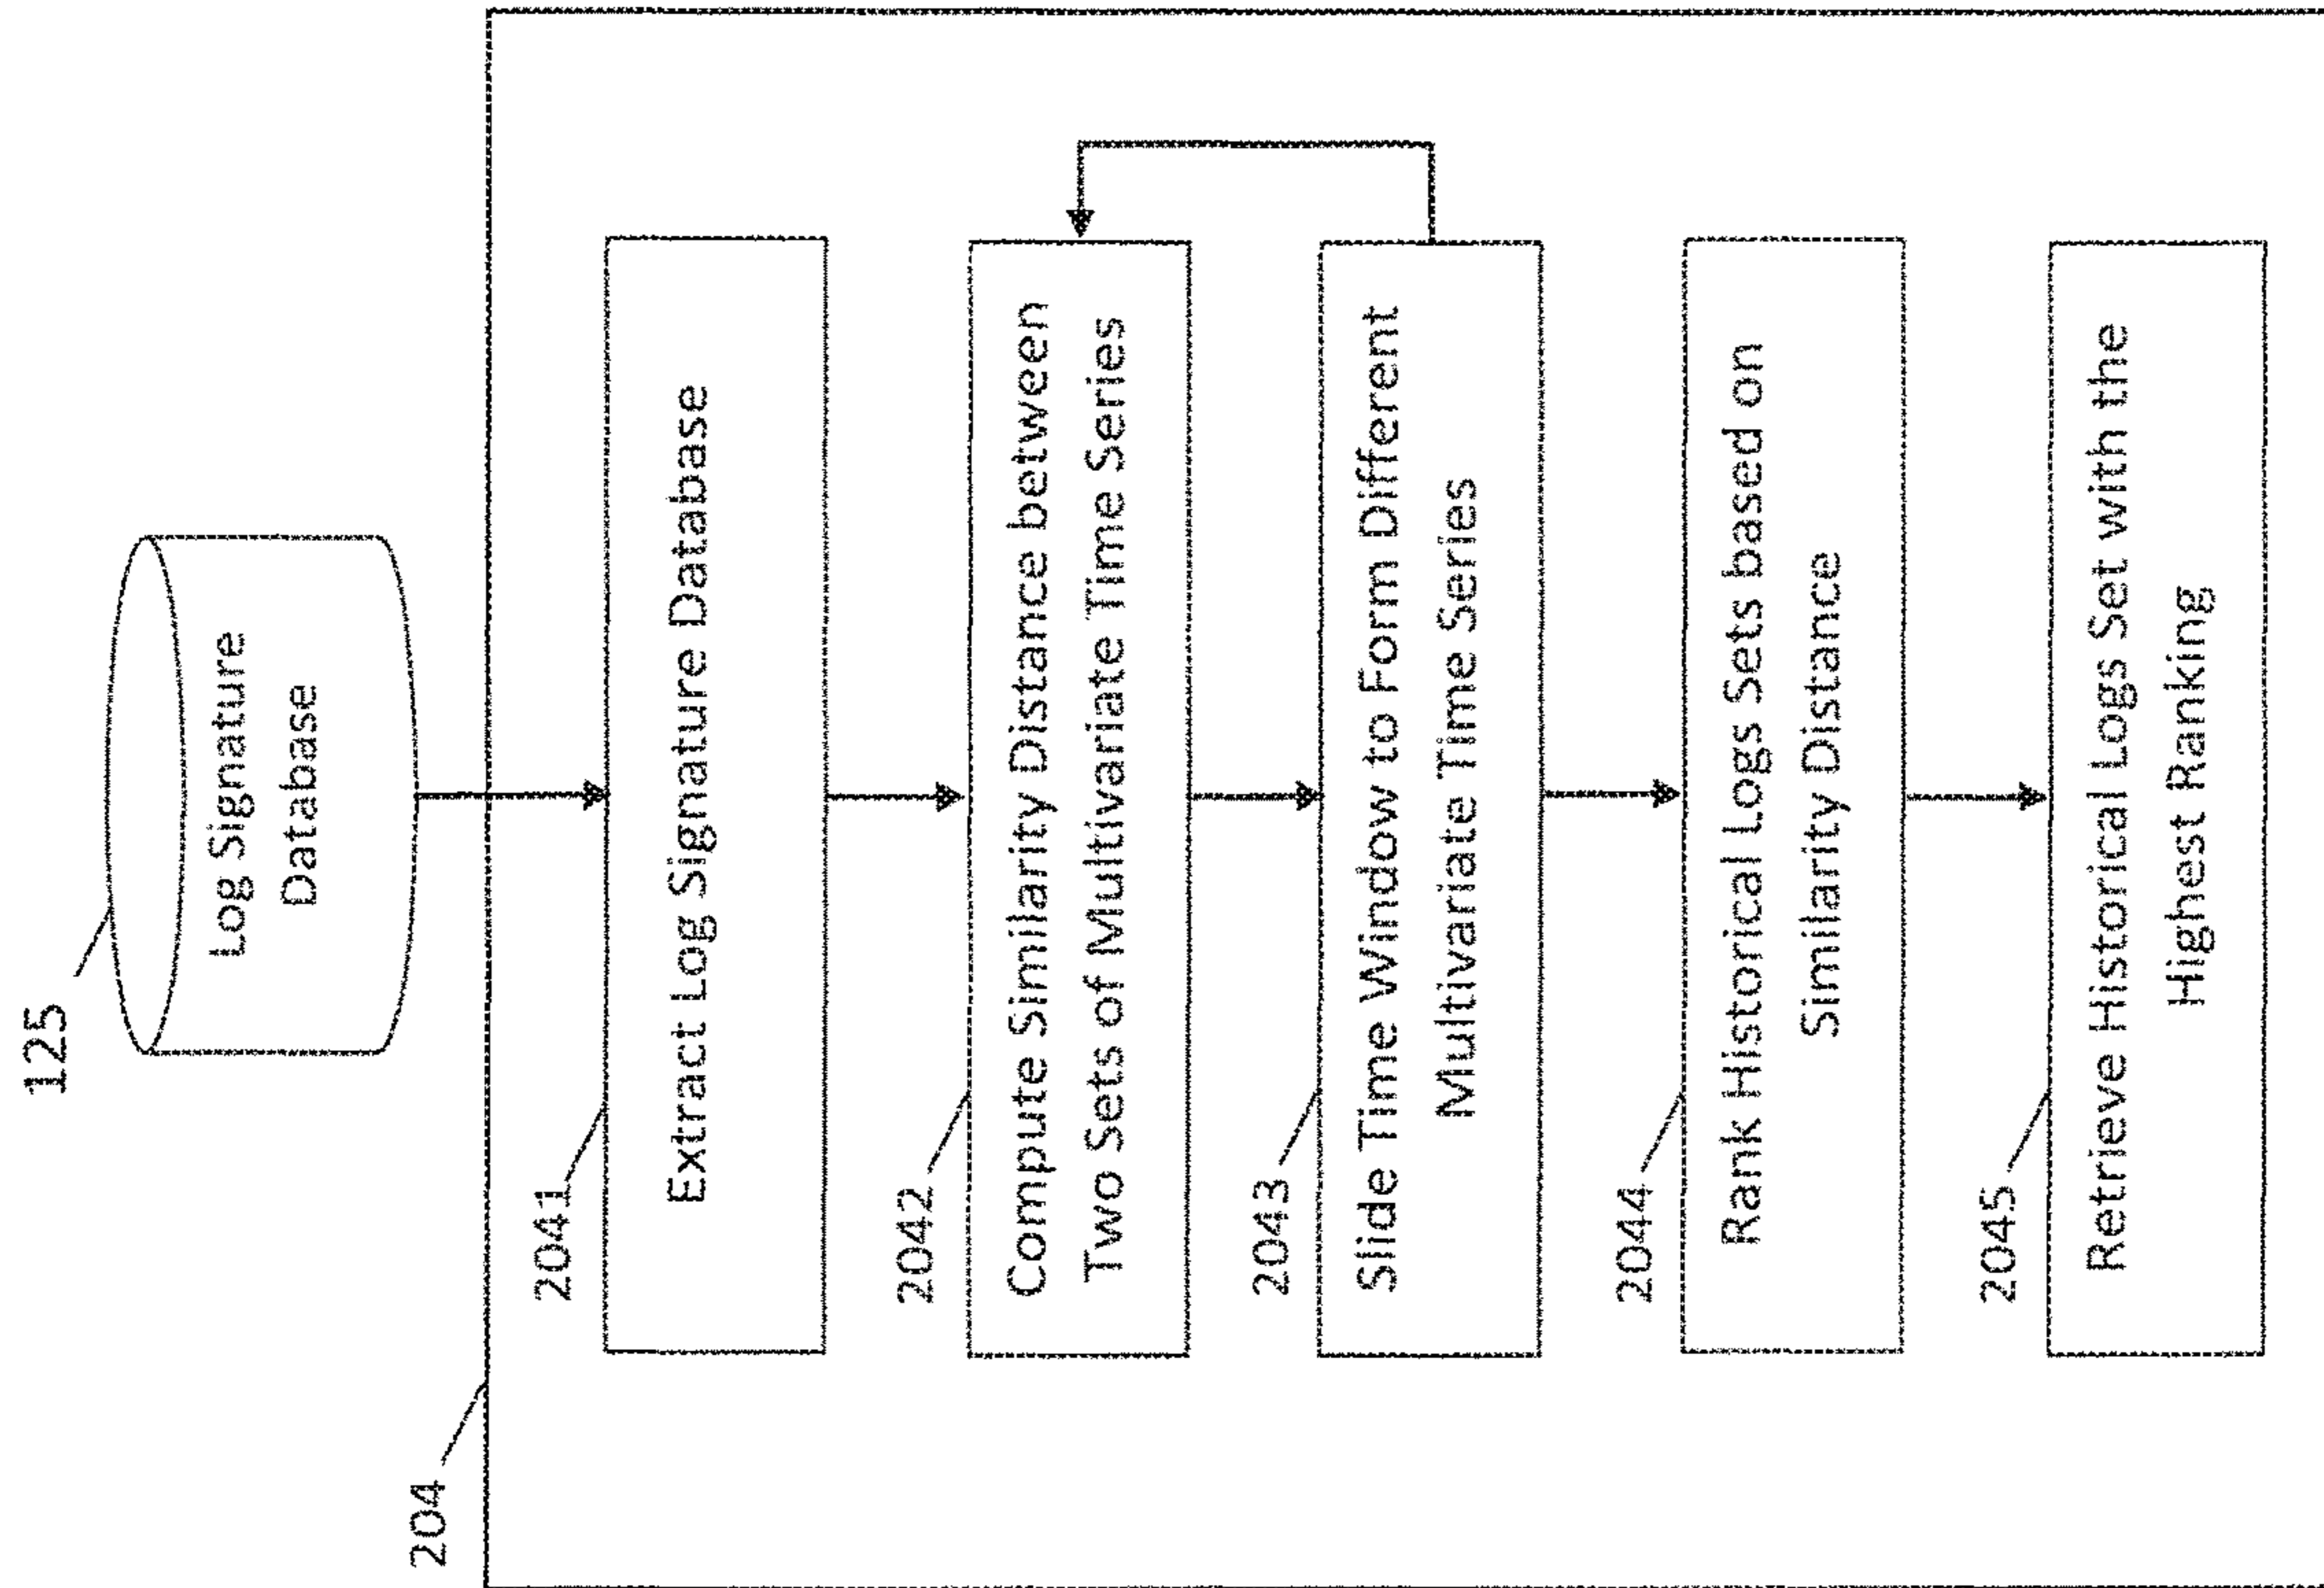 125
Log Signature
Database
204
2041
Extract Log Signature Database
2042
Compute Similarity Distance between
Two Sets of Multivariate Time Series
2043
Slide Time Window to Form Different
Multivariate Time Series
2044
Rank Historical Logs Sets based on
Similarity Distance
2045
Retrieve Historical Logs Set with the
Highest Ranking